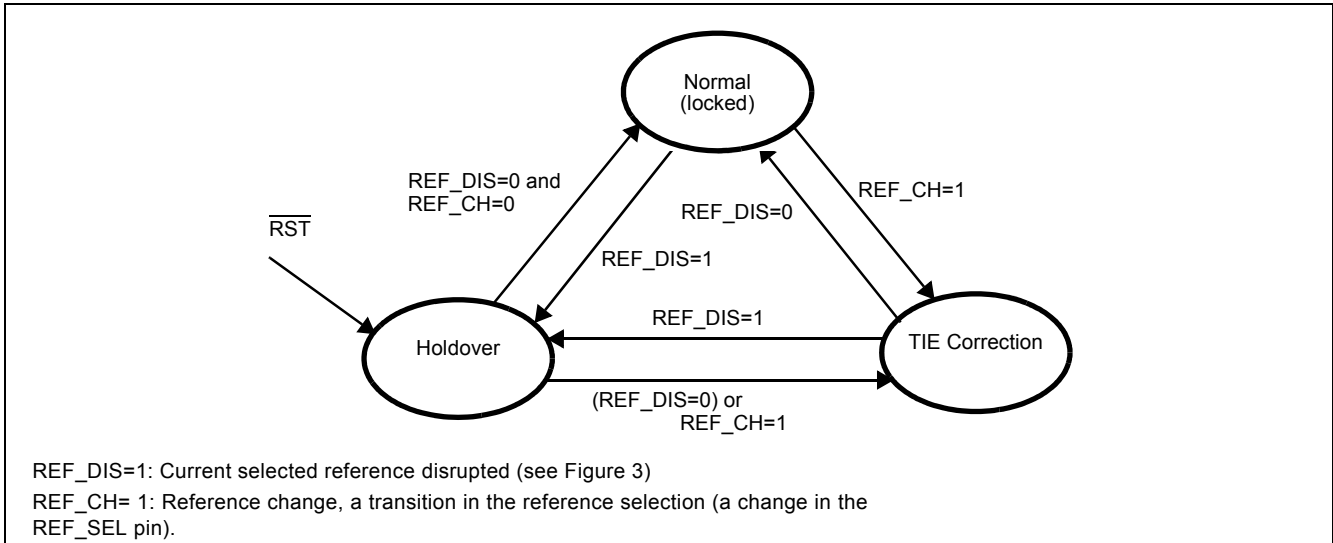 Normal
(locked)
REF_DIS=0 and
REF_CH=0
REF_CH=1
REF_DIS=0
RST
REF_DIS=1
REF_DIS=1
Holdover
TIE Correction
(REF_DIS=0) or
REF_CH=1
REF_DIS=1: Current selected reference disrupted (see Figure 3)
REF_CH= 1: Reference change, a transition in the reference selection (a change in the
REF_SEL pin).